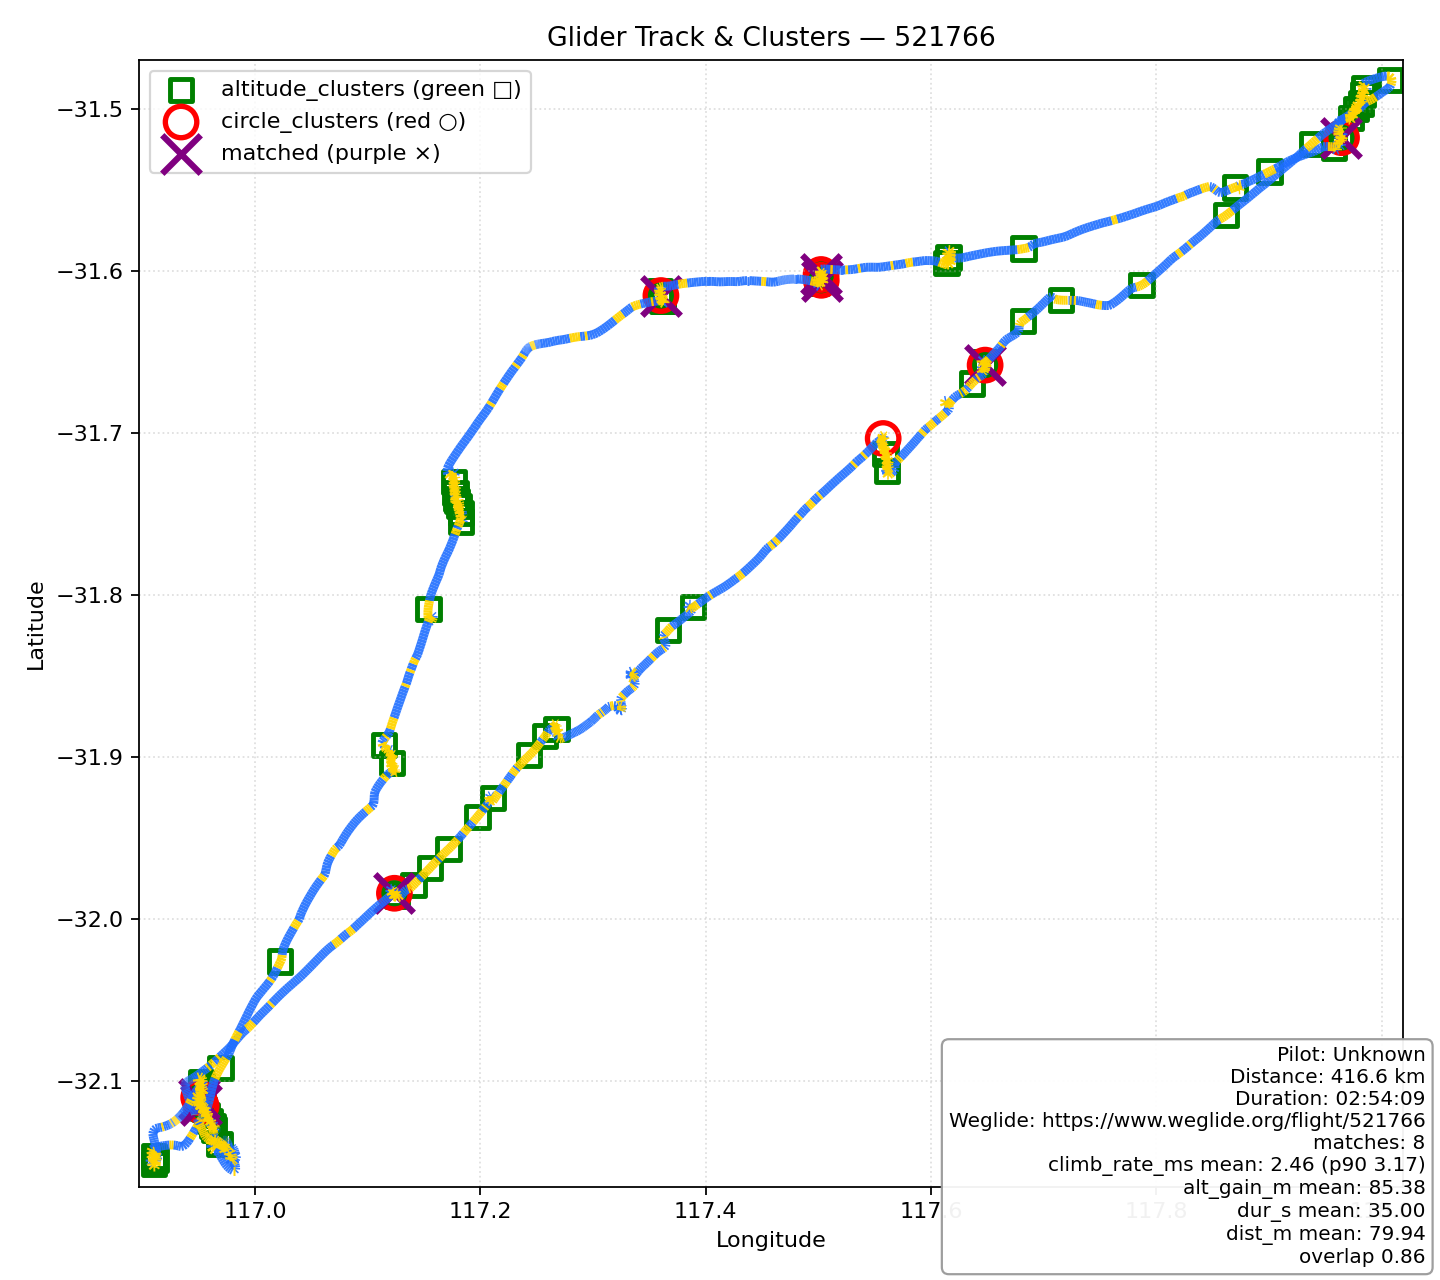 Glider Track & Clusters — 521766
altitude_clusters (green □)
circle_clusters (red ○)
matched (purple ×)
Latitude
−31.5
−31.6
−31.7
−31.8
−31.9
−32.0
−32.1
117.0
117.2
117.4
117.6
117.8
Longitude
Pilot: Unknown
Distance: 416.6 km
Duration: 02:54:09
Weglide: https://www.weglide.org/flight/521766
matches: 8
climb_rate_ms mean: 2.46 (p90 3.17)
alt_gain_m mean: 85.38
dur_s mean: 35.00
dist_m mean: 79.94
overlap 0.86